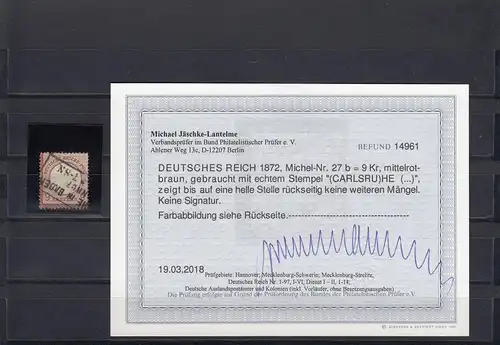 Michael Jäschke-Lantelme
Verbandsprüfer im Bund Philatelistischer Prüfer e. V.
Ahlener Weg 13c, D-12207 Berlin
BEFUND 14961
DEUTSCHES REICH 1872, Michel-Nr. 27 b = 9 Kr, mittelrot-
braun, gebraucht mit echtem Stempel "(CARLSRU)HE (...)",
zeigt bis auf eine helle Stelle rückseitig keine weiteren Mängel.
Keine Signatur.
Farbabbildung siehe Rückseite.
19.03.2018
Prüfgebiete: Hannover; Mecklenburg-Schwerin; Mecklenburg-Strelitz;
Deutsches Reich Nr. 1-97, I-VI, Dienst I – II, 1-14;
Deutsche Auslandspostämter und Kolonien (inkl. Vorläufer, ohne Besetzungsausgaben)
Die Prüfung erfolgte auf Grund der Prüfordnung des Bundes der Philatelistischen Prüfer e.V.